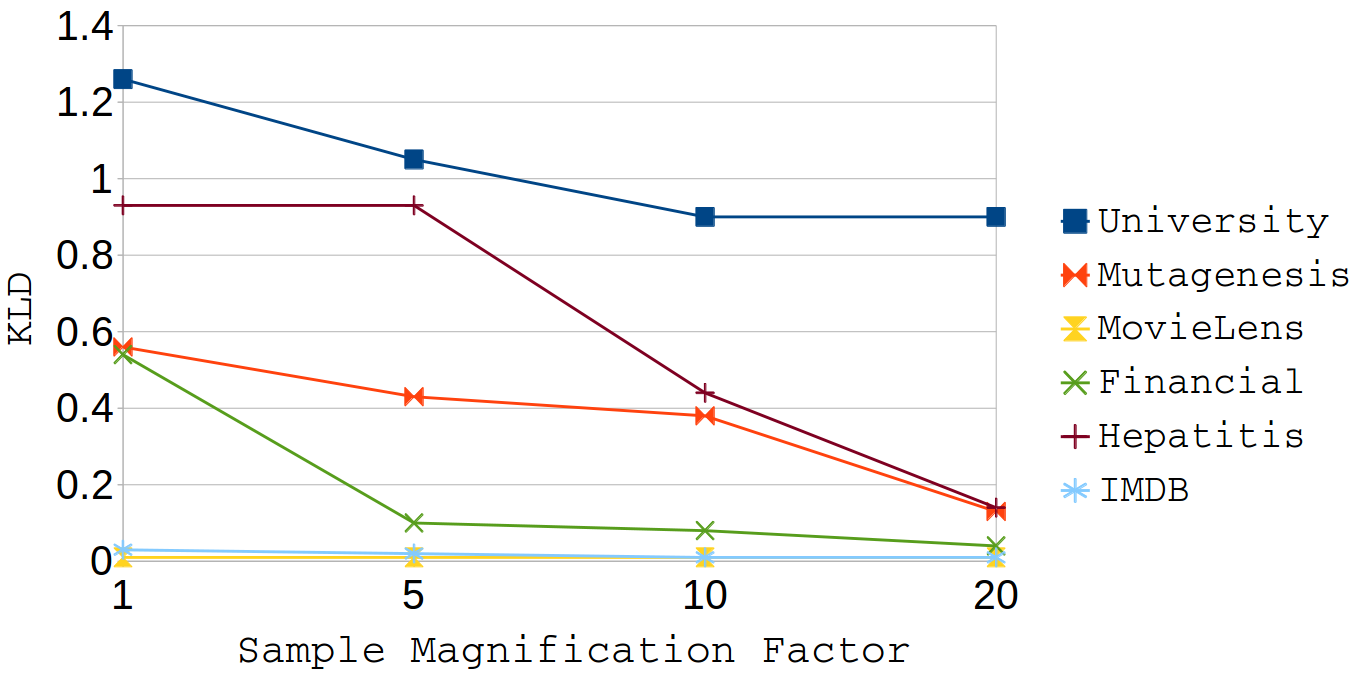 1.4
1.2
1
0.8
0.6
0.4
0.2
0
KLD
1 5 10 20
Sample Magnification Factor
University
Mutagenesis
MovieLens
Financial
Hepatitis
IMDB